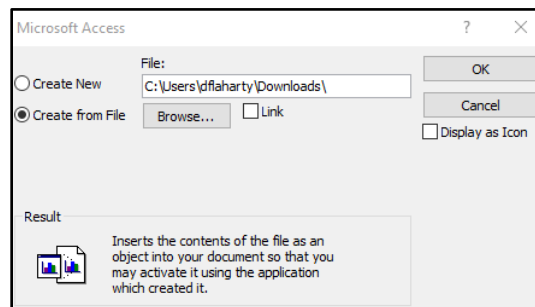 Microsoft Access ? ×
File:
Create New
C:\Users\dflaharty\Downloads\
OK
Create from File
Browse...
Link
Cancel
Display as Icon
Result
Inserts the contents of the file as an
object into your document so that you
may activate it using the application
which created it.